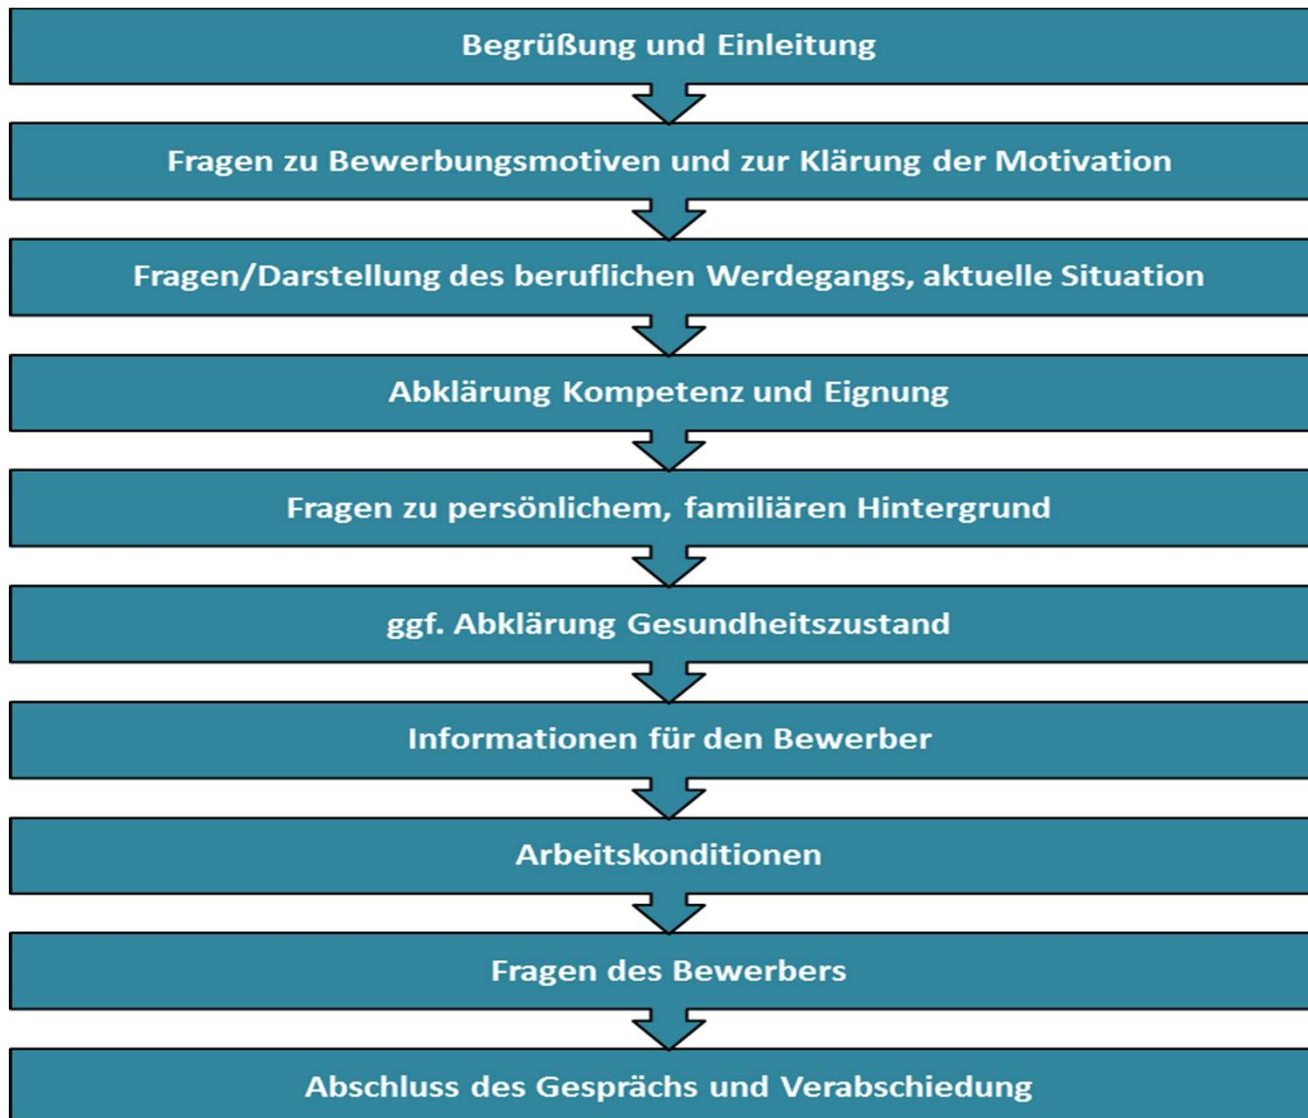 Begrüßung und Einleitung
Fragen zu Bewerbungsmotiven und zur Klärung der Motivation
Fragen/Darstellung des beruflichen Werdegangs, aktuelle Situation
Abklärung Kompetenz und Eignung
Fragen zu persönlichem, familiären Hintergrund
ggf. Abklärung Gesundheitszustand
Informationen für den Bewerber
Arbeitskonditionen
Fragen des Bewerbers
Abschluss des Gesprächs und Verabschiedung